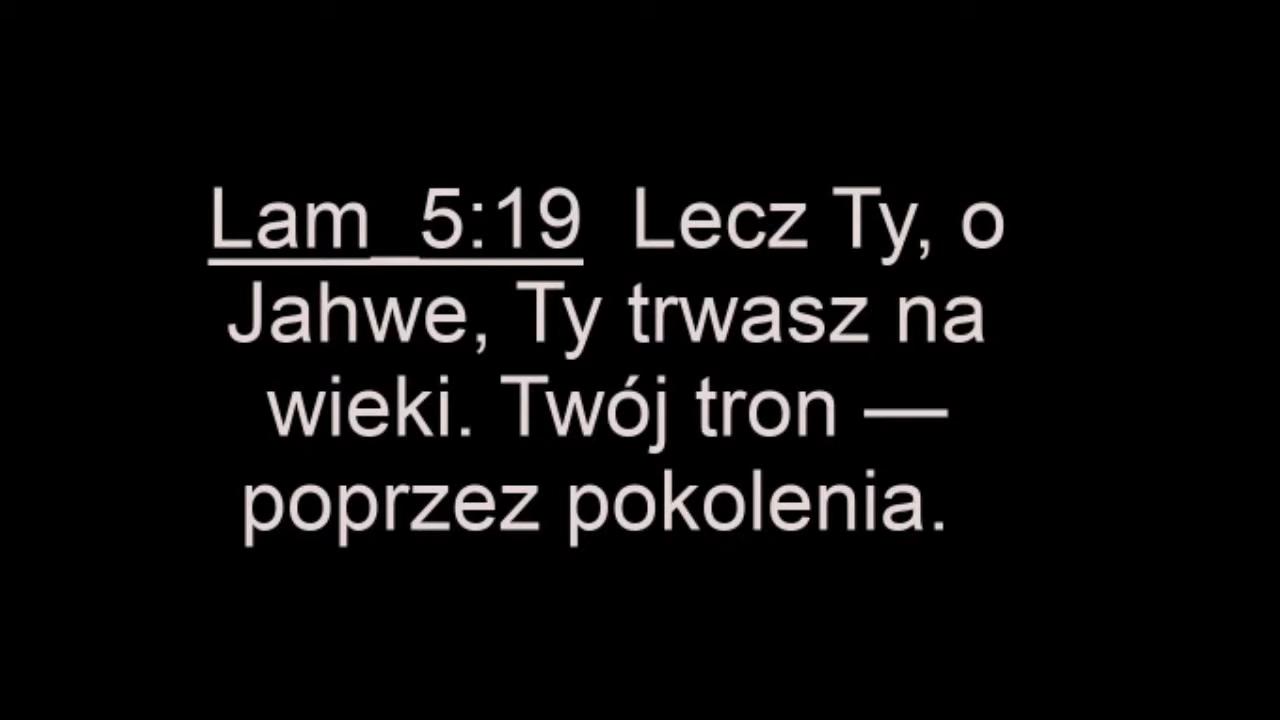 Lam_5:19  Lecz Ty, o
Jahwe, Ty trwasz na
wieki. Twój tron —
poprzez pokolenia.